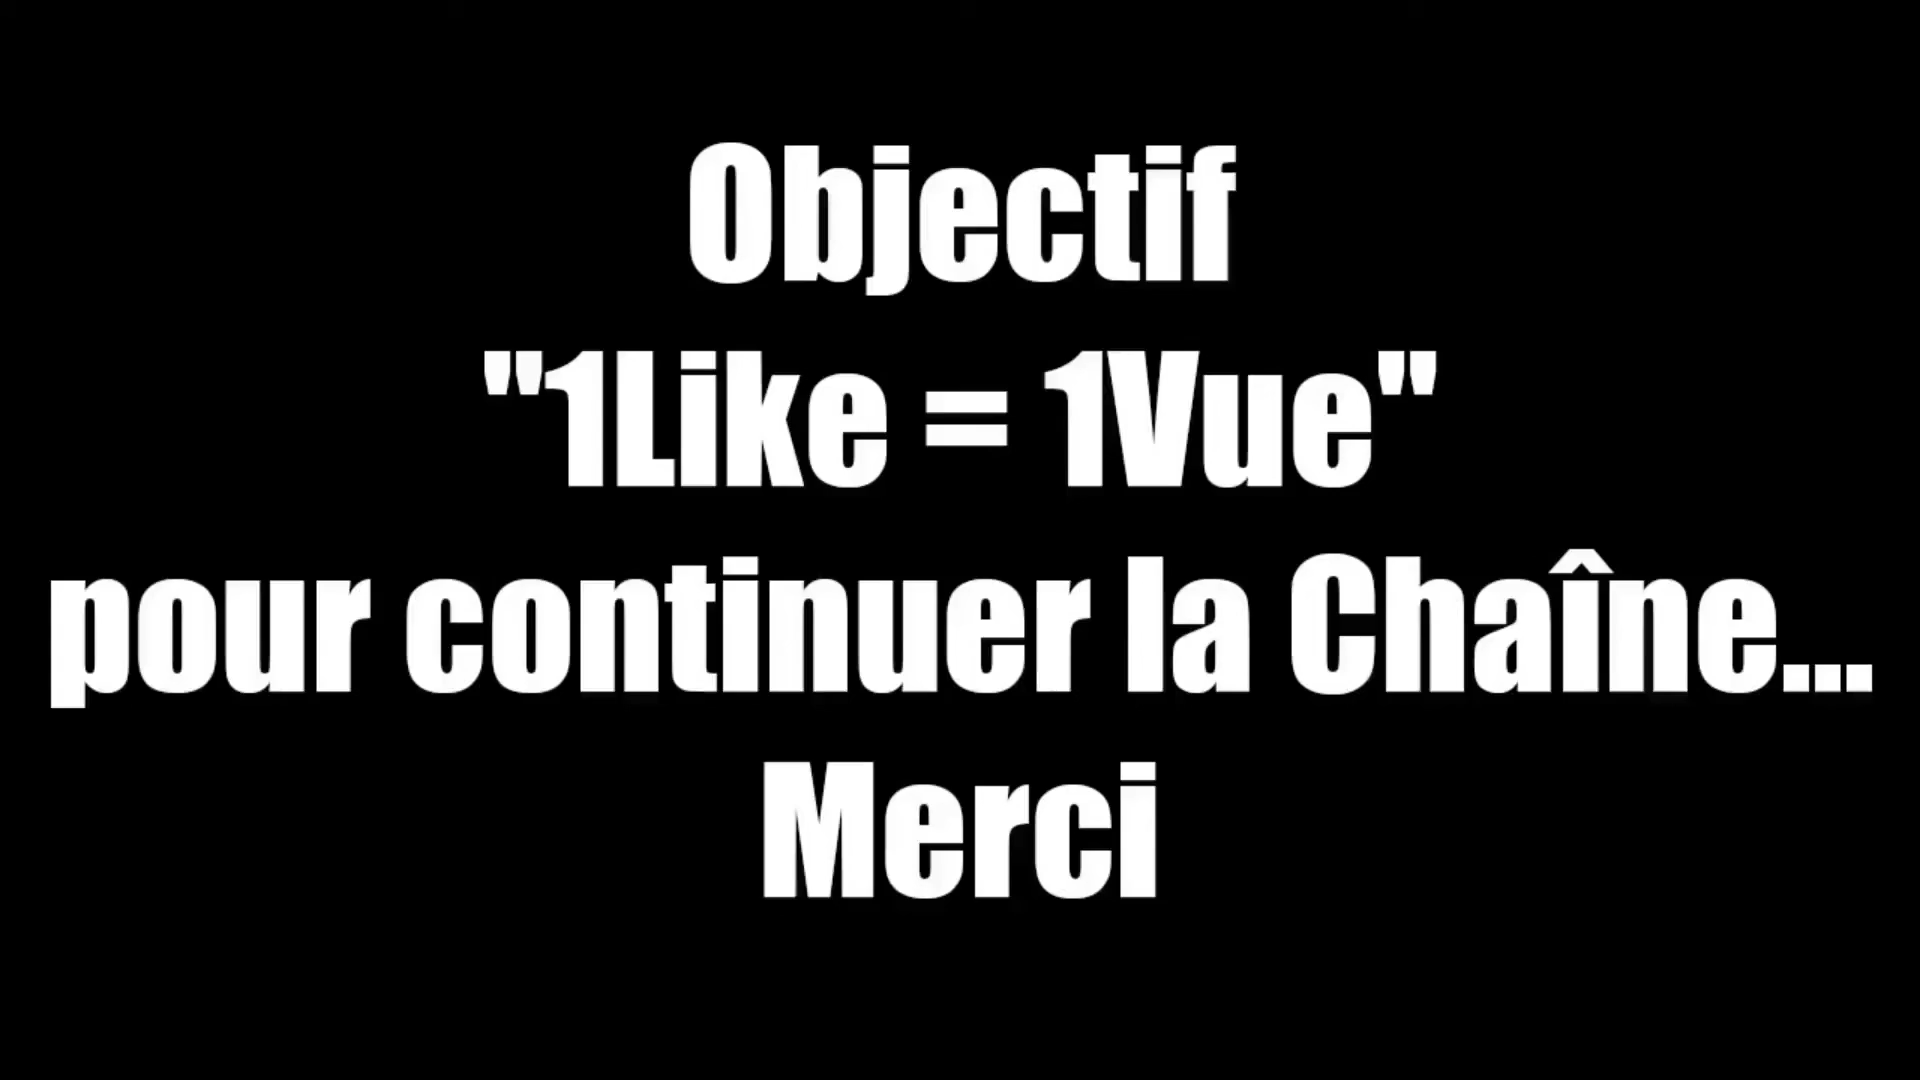 Objectif
"1Like = 1Vue"
pour continuer la Chaîne...
Merci